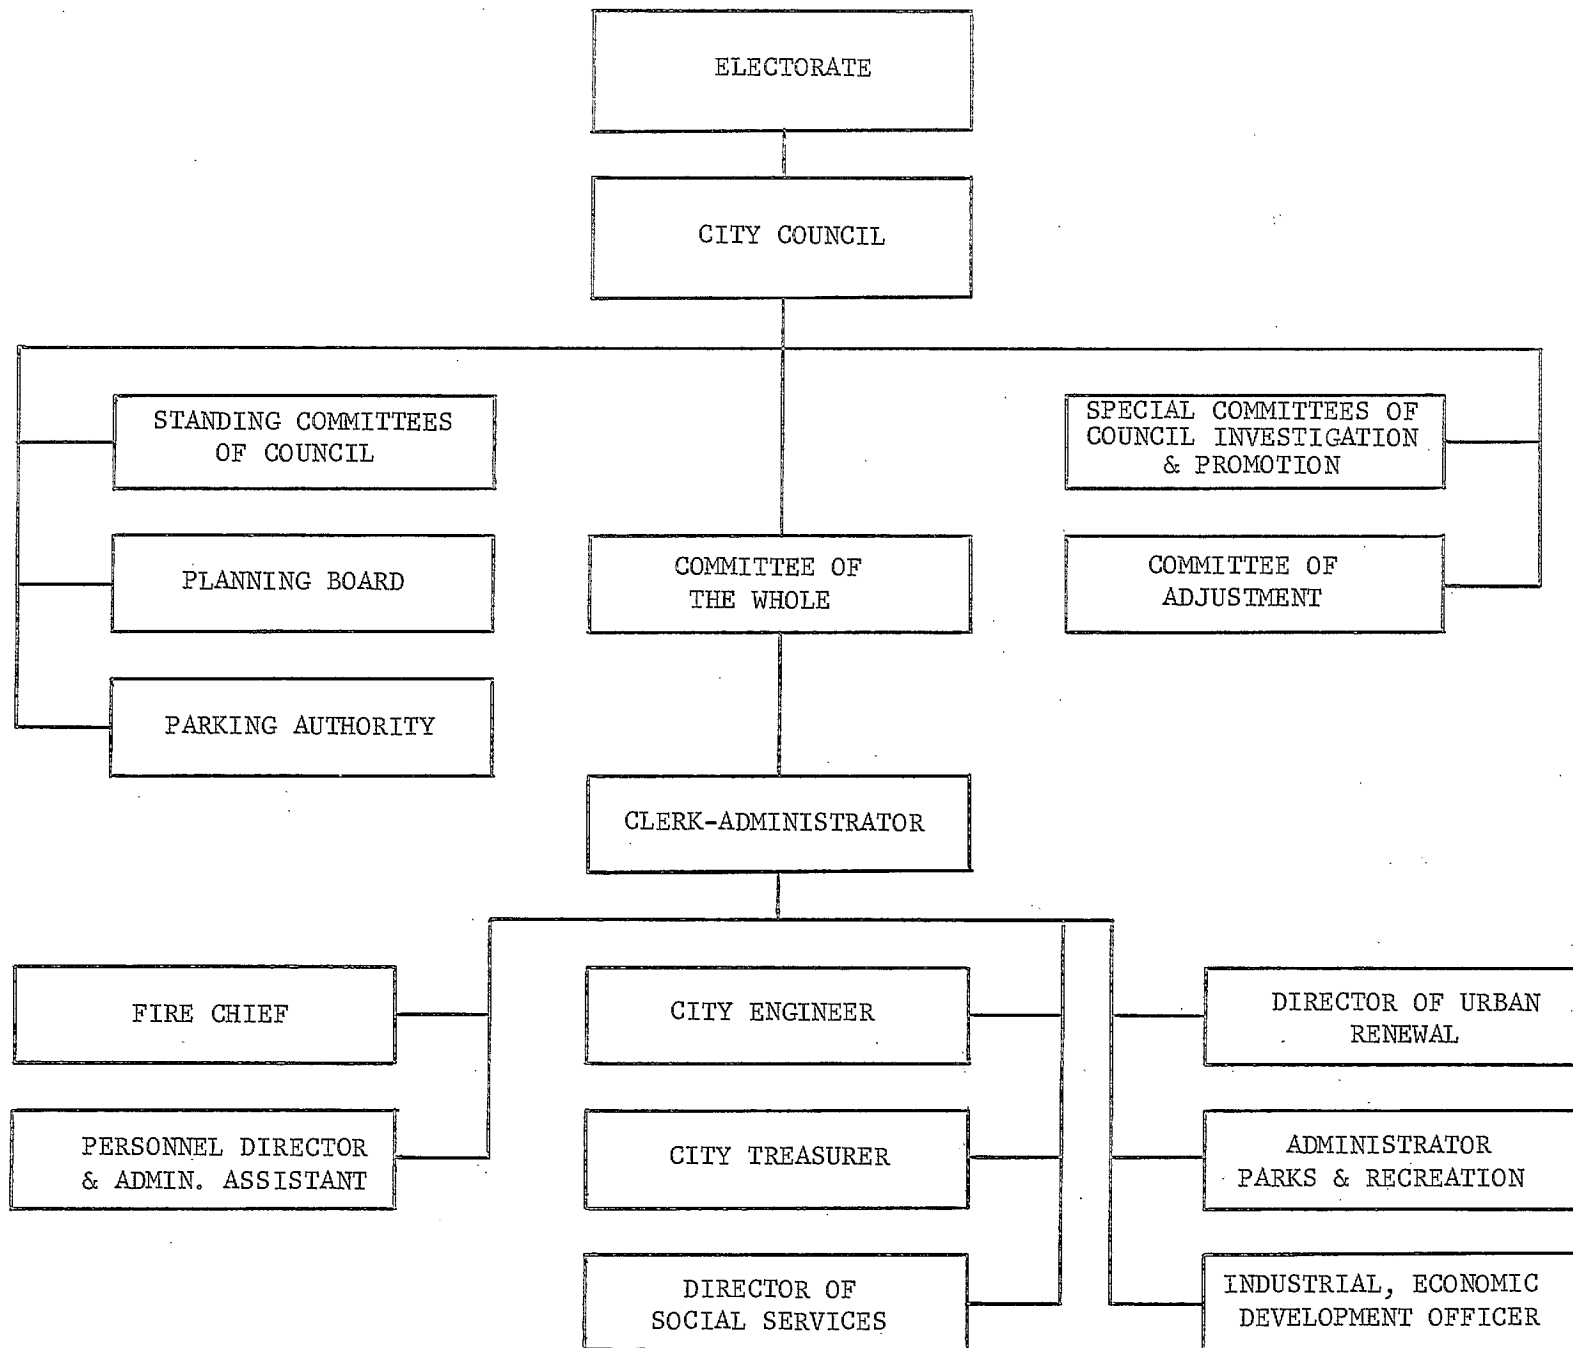 ELECTORATE
CITY COUNCIL
STANDING COMMITTEES
OF COUNCIL
SPECIAL COMMITTEES OF
COUNCIL INVESTIGATION
& PROMOTION
PLANNING BOARD
COMMITTEE OF
THE WHOLE
COMMITTEE OF
ADJUSTMENT
PARKING AUTHORITY
CLERK-ADMINISTRATOR
FIRE CHIEF
CITY ENGINEER
DIRECTOR OF URBAN
RENEWAL
PERSONNEL DIRECTOR
& ADMIN. ASSISTANT
CITY TREASURER
ADMINISTRATOR
PARKS & RECREATION
DIRECTOR OF
SOCIAL SERVICES
INDUSTRIAL, ECONOMIC
DEVELOPMENT OFFICER